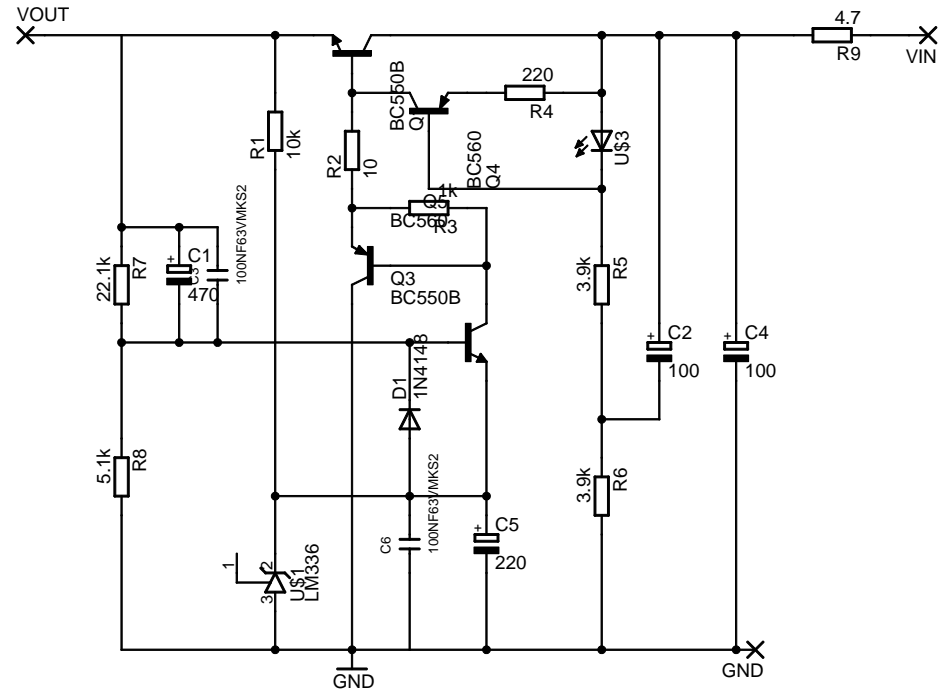 VOUT
4.7
R9
VIN
BC550B
Q
220
R4
R1
10k
R2
10
BC560
Q4
U$3
1k
Q5
BC560
R3
100NF63VMKS2
C1
C3
470
22.1k
R7
Q3
BC550B
3.9k
R5
C2
100
C4
100
D1
1N4148
5.1k
R8
3.9k
R6
C6
100NF63VMKS2
C5
220
1
2
3
U$1
LM336
GND
GND